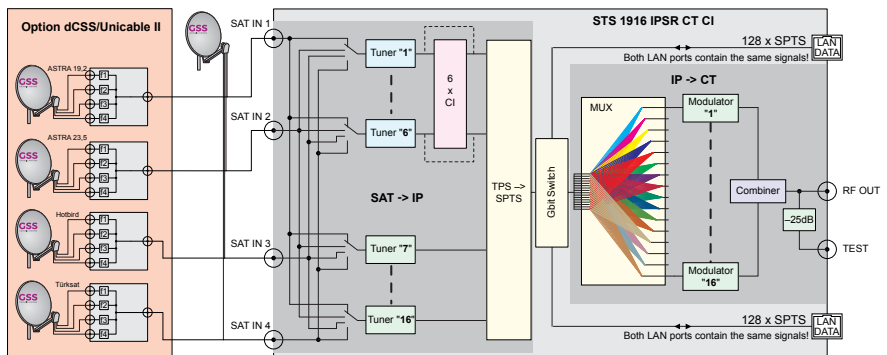 Option dCSS/Unicable II
SAT IN 1
STS 1916 IPSR CT CI
GSS
128 x SPTS
LAN
DATA
Both LAN ports contain the same signals!
ASTRA 19,2
GSS
f1
f2
f3
f4
Tuner "1"
6
x
CI
IP -> CT
MUX
Modulator
"1"
SAT IN 2
Tuner "6"
ASTRA 23,5
GSS
f1
f2
f3
f4
SAT -> IP
TPS ->
SPTS
Gbit Switch
Combiner
RF OUT
–25dB
Hotbird
GSS
f1
f2
f3
f4
SAT IN 3
Tuner "7"
TEST
Modulator
"16"
Türksat
GSS
f1
f2
f3
f4
SAT IN 4
Tuner "16"
128 x SPTS
LAN
DATA
Both LAN ports contain the same signals!